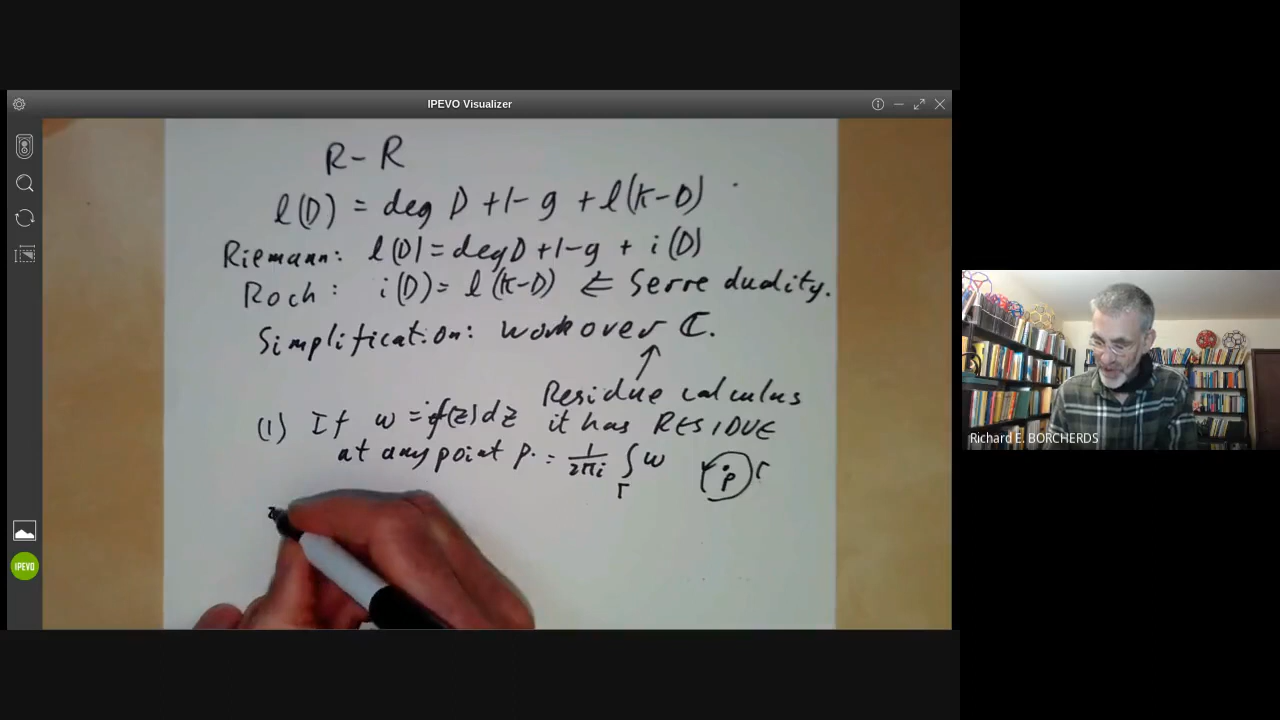 IPEVO Visualizer
R-R
l(D) = deg D +1- g + l(K-D)
Riemann: l(D) = deg D +1-g + i(D)
Roch: i(D) = l(K-D) ⇐ Serre duality.
Simplification: work over ℂ.
↑
Residue calculus
(1) If w = f(z)dz it has RESIDUE
at any point p. = 1/2πi ∫_Γ w p Γ
Richard E. BORCHERDS
IPEVO